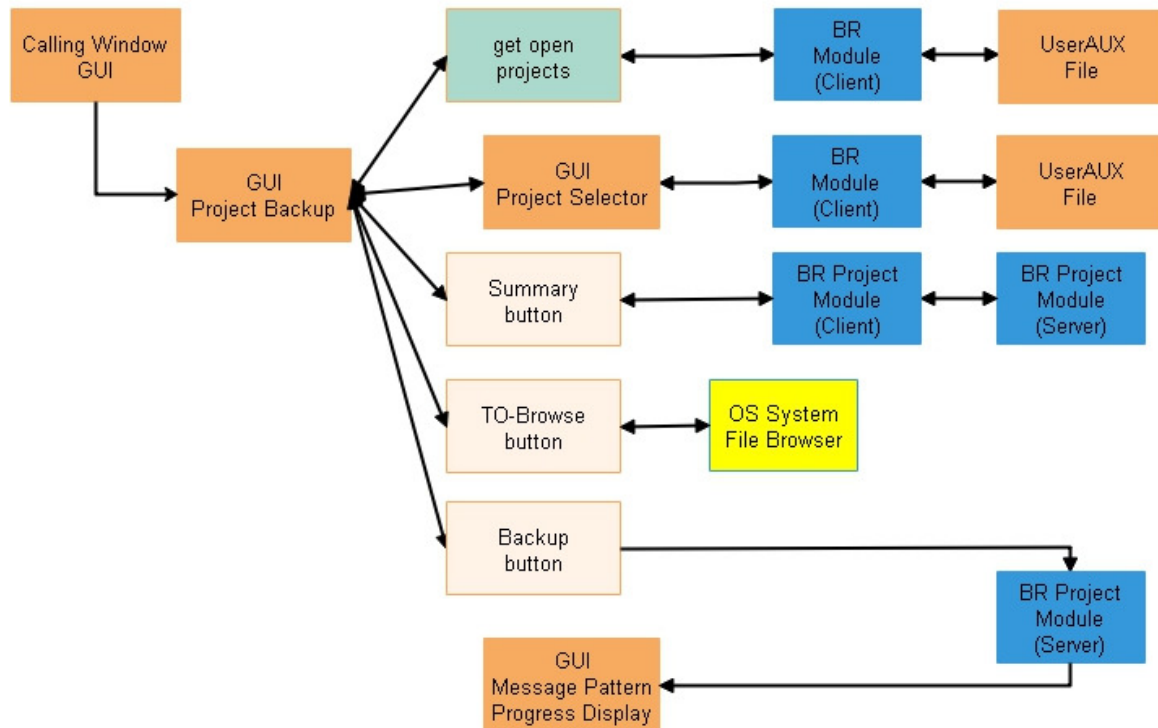 Calling Window
GUI
get open
projects
BR
Module
(Client)
UserAUX
File
GUI
Project Backup
GUI
Project Selector
BR
Module
(Client)
UserAUX
File
Summary
button
BR Project
Module
(Client)
BR Project
Module
(Server)
TO-Browse
button
OS System
File Browser
Backup
button
BR Project
Module
(Server)
GUI
Message Pattern
Progress Display